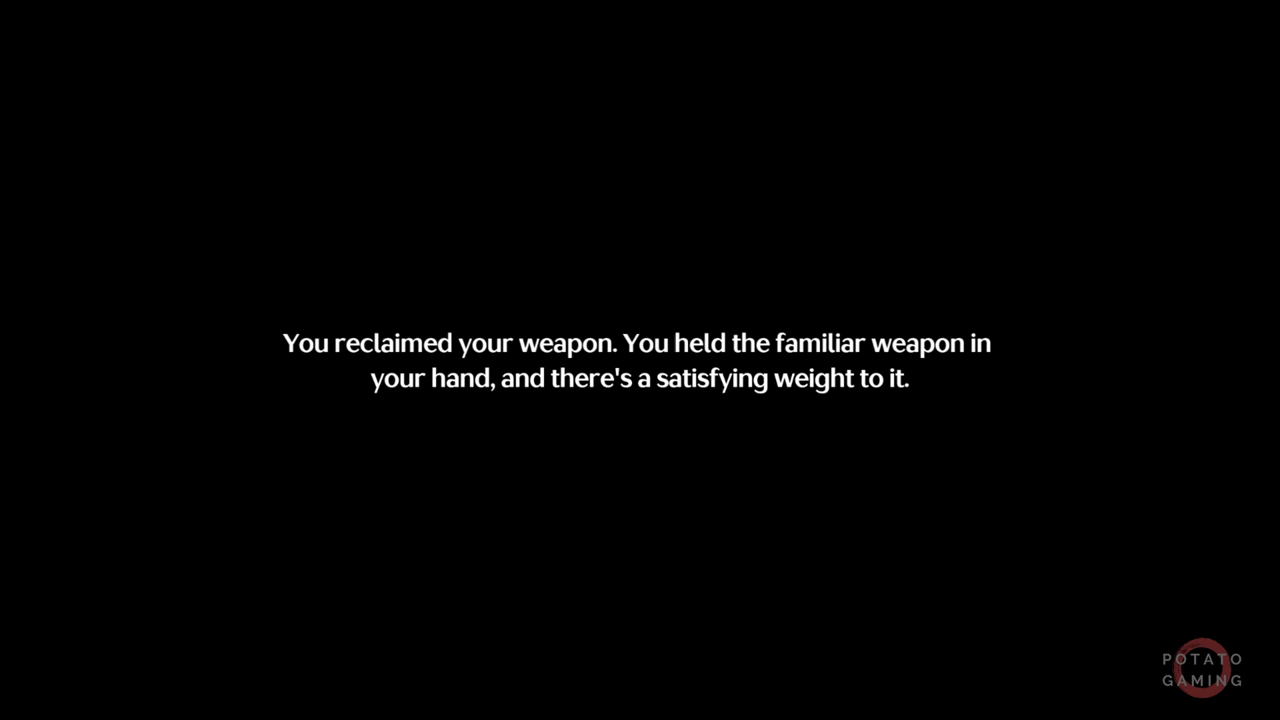 You reclaimed your weapon. You held the familiar weapon in
your hand, and there's a satisfying weight to it.
POTATO
GAMING